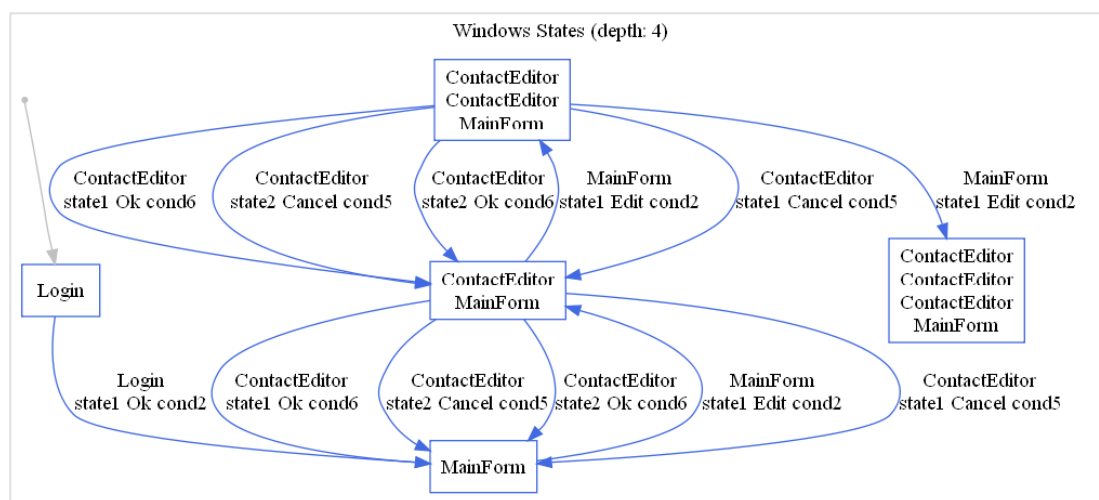 Windows States (depth: 4)
ContactEditor
ContactEditor
MainForm
ContactEditor
state1 Ok cond6
ContactEditor
state2 Cancel cond5
ContactEditor
state2 Ok cond6
MainForm
state1 Edit cond2
ContactEditor
state1 Cancel cond5
MainForm
state1 Edit cond2
Login
ContactEditor
MainForm
ContactEditor
ContactEditor
ContactEditor
MainForm
Login
state1 Ok cond2
ContactEditor
state1 Ok cond6
ContactEditor
state2 Cancel cond5
ContactEditor
state2 Ok cond6
MainForm
state1 Edit cond2
ContactEditor
state1 Cancel cond5
MainForm